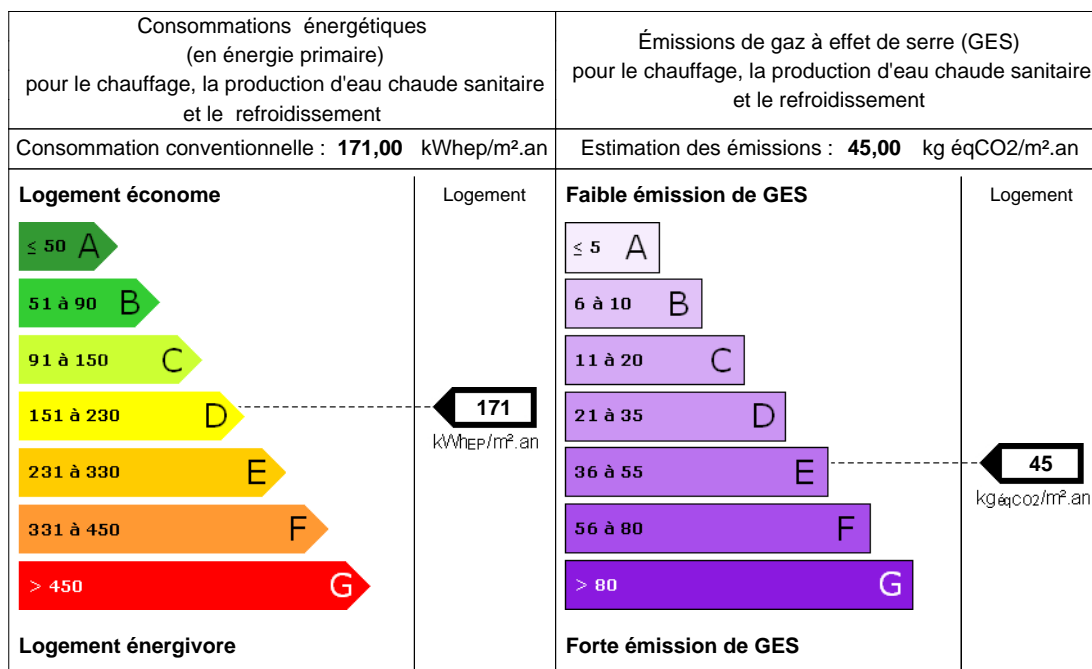 Consommations énergétiques
(en énergie primaire)
pour le chauffage, la production d'eau chaude sanitaire
et le refroidissement
Émissions de gaz à effet de serre (GES)
pour le chauffage, la production d'eau chaude sanitaire
et le refroidissement
Consommation conventionnelle : 171,00 kWhep/m².an
Estimation des émissions : 45,00 kg éqCO2/m².an
Logement économe
Logement
≤ 50 A
51 à 90 B
91 à 150 C
151 à 230 D
231 à 330 E
331 à 450 F
> 450 G
171
kWhEP/m².an
Logement énergivore
Faible émission de GES
Logement
≤ 5 A
6 à 10 B
11 à 20 C
21 à 35 D
36 à 55 E
56 à 80 F
> 80 G
45
kgéqCO2/m².an
Forte émission de GES